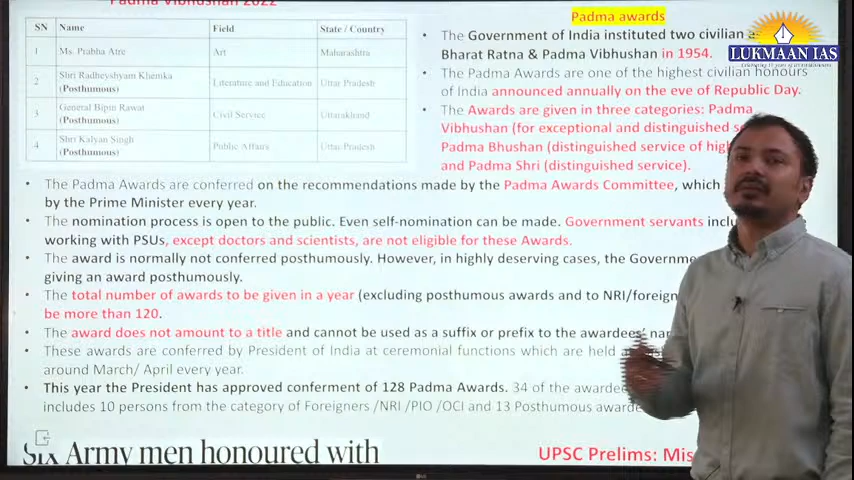 Padma Vibhushan 2022
SN Name Field State / Country
1 Ms. Prabha Atre Art Maharashtra
2 Shri Radheyshyam Khemka (Posthumous) Literature and Education Uttar Pradesh
3 General Bipin Rawat (Posthumous) Civil Service Uttarakhand
4 Shri Kalyan Singh (Posthumous) Public Affairs Uttar Pradesh
Padma awards
• The Government of India instituted two civilian
Bharat Ratna & Padma Vibhushan in 1954.
• The Padma Awards are one of the highest civilian honours
of India announced annually on the eve of Republic Day.
• The Awards are given in three categories: Padma
Vibhushan (for exceptional and distinguished
Padma Bhushan (distinguished service of
and Padma Shri (distinguished service).
LUKMAAN IAS
• The Padma Awards are conferred on the recommendations made by the Padma Awards Committee, which
by the Prime Minister every year.
• The nomination process is open to the public. Even self-nomination can be made. Government servants
working with PSUs, except doctors and scientists, are not eligible for these Awards.
• The award is normally not conferred posthumously. However, in highly deserving cases, the
giving an award posthumously.
• The total number of awards to be given in a year (excluding posthumous awards and to
be more than 120.
• The award does not amount to a title and cannot be used as a suffix or prefix to the awardees'
• These awards are conferred by President of India at ceremonial functions which are held
around March/ April every year.
• This year the President has approved conferment of 128 Padma Awards. 34 of the
includes 10 persons from the category of Foreigners /NRI /PIO /OCI and 13 Posthumous
Six Army men honoured with
UPSC Prelims: